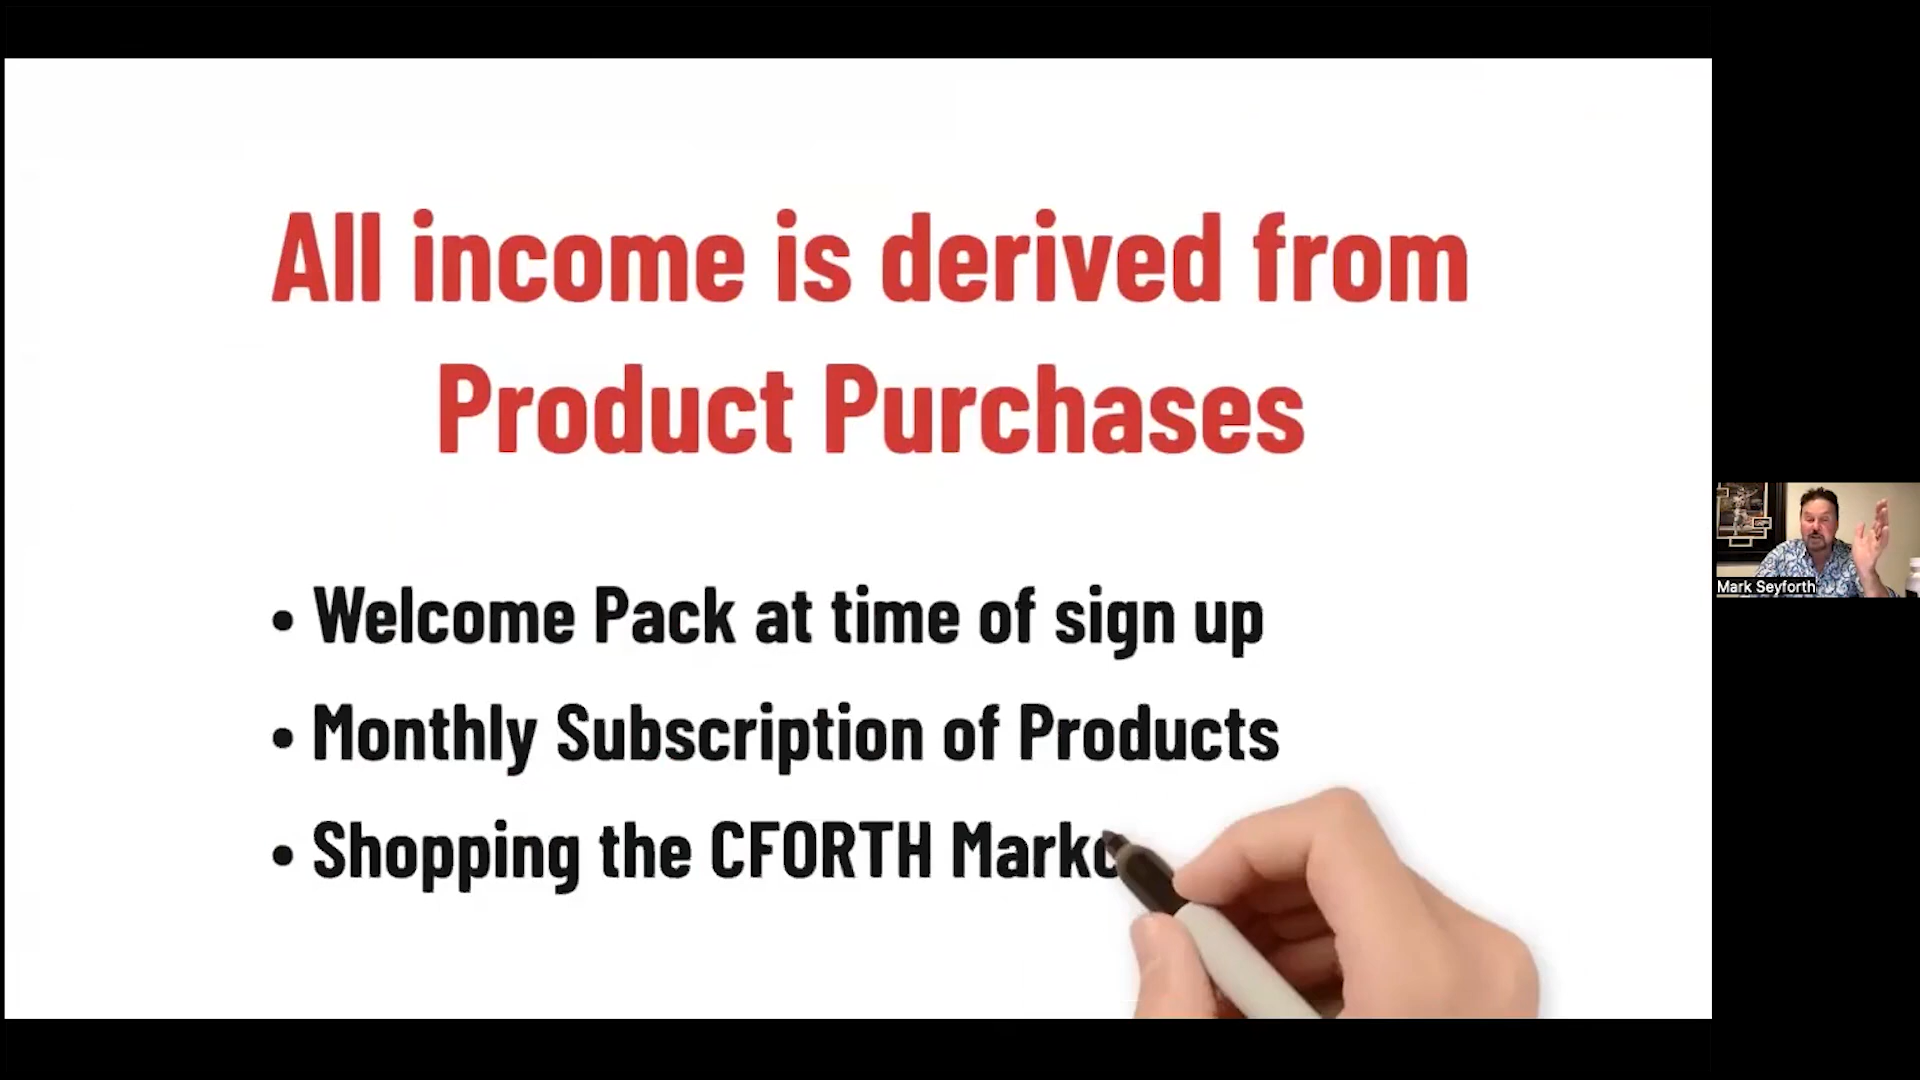 All income is derived from
Product Purchases
• Welcome Pack at time of sign up
• Monthly Subscription of Products
• Shopping the CFORTH
Mark Seyforth